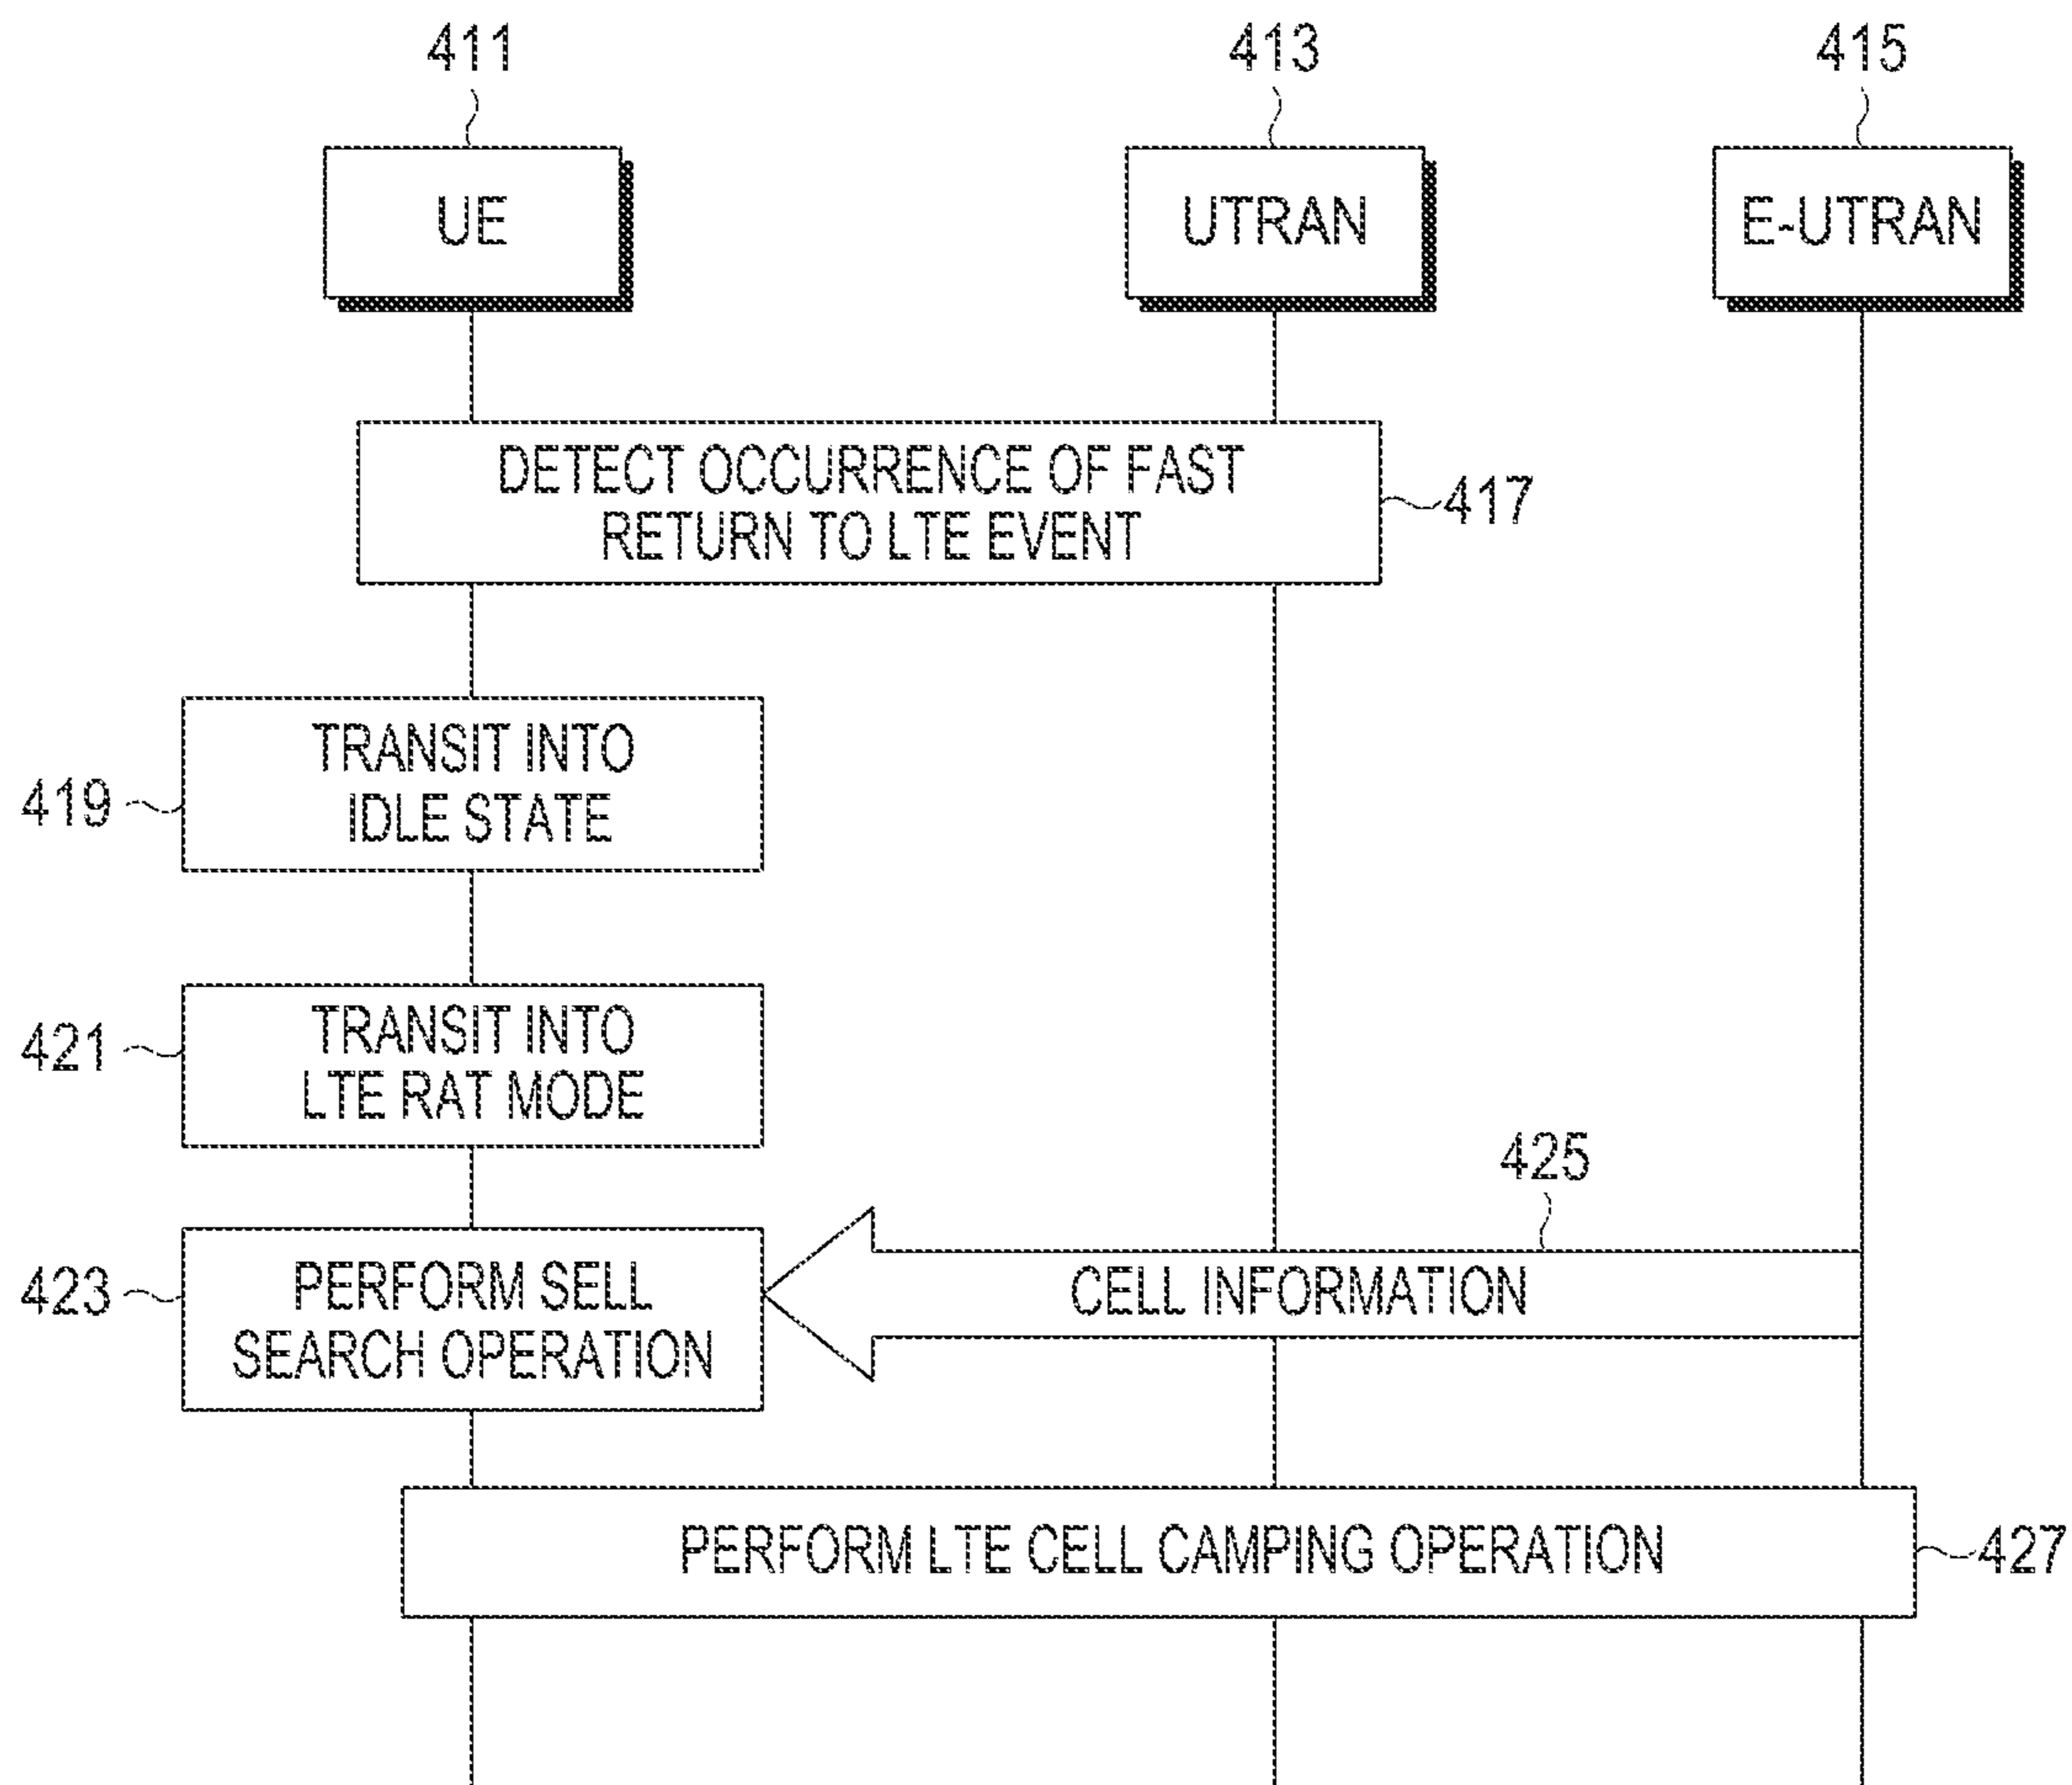 411
413
415
UE
UTRAN
E-UTRAN
DETECT OCCURRENCE OF FAST
RETURN TO LTE EVENT
417
TRANSIT INTO
IDLE STATE
419
TRANSIT INTO
LTE RAT MODE
421
425
PERFORM SELL
SEARCH OPERATION
423
CELL INFORMATION
PERFORM LTE CELL CAMPING OPERATION
427